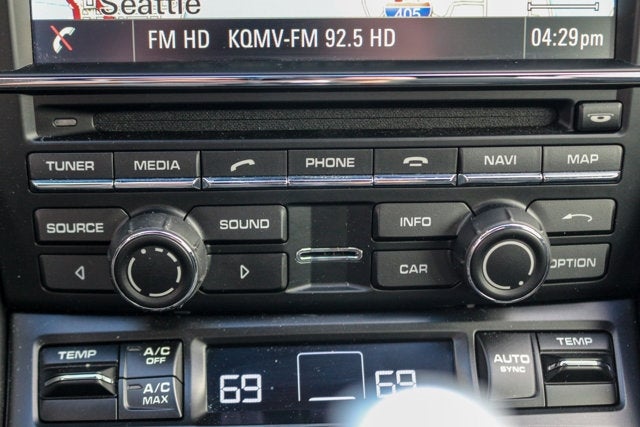 Seattle
405
FM HD KQMV-FM 92.5 HD 04:29pm
TUNER MEDIA PHONE NAVI MAP
SOURCE SOUND INFO
CAR OPTION
TEMP A/C OFF AUTO SYNC TEMP
A/C MAX
69 69